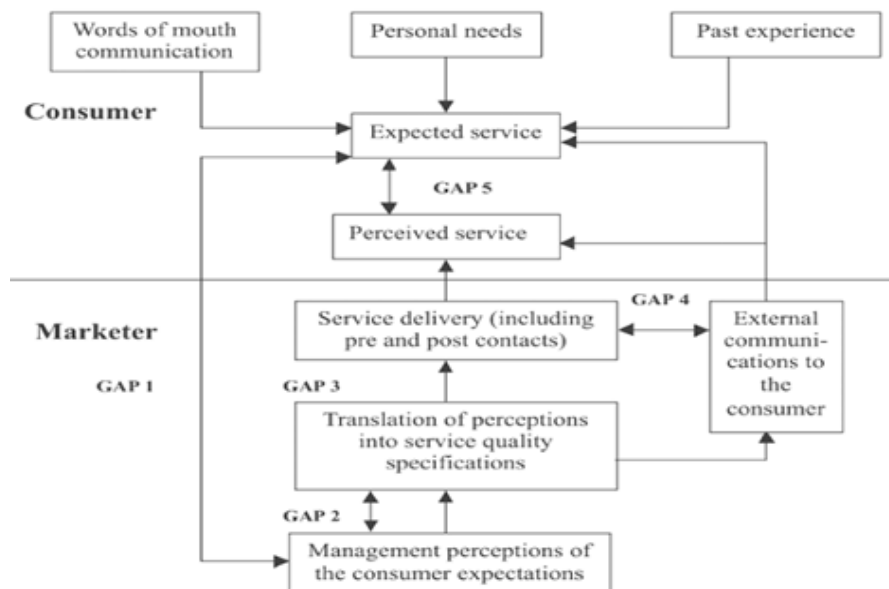 Words of mouth
communication
Personal needs
Past experience
Consumer
Expected service
GAP 5
Perceived service
Marketer
GAP 1
Service delivery (including
pre and post contacts)
GAP 4
External
communi-
cations to
the
consumer
GAP 3
Translation of perceptions
into service quality
specifications
GAP 2
Management perceptions of
the consumer expectations